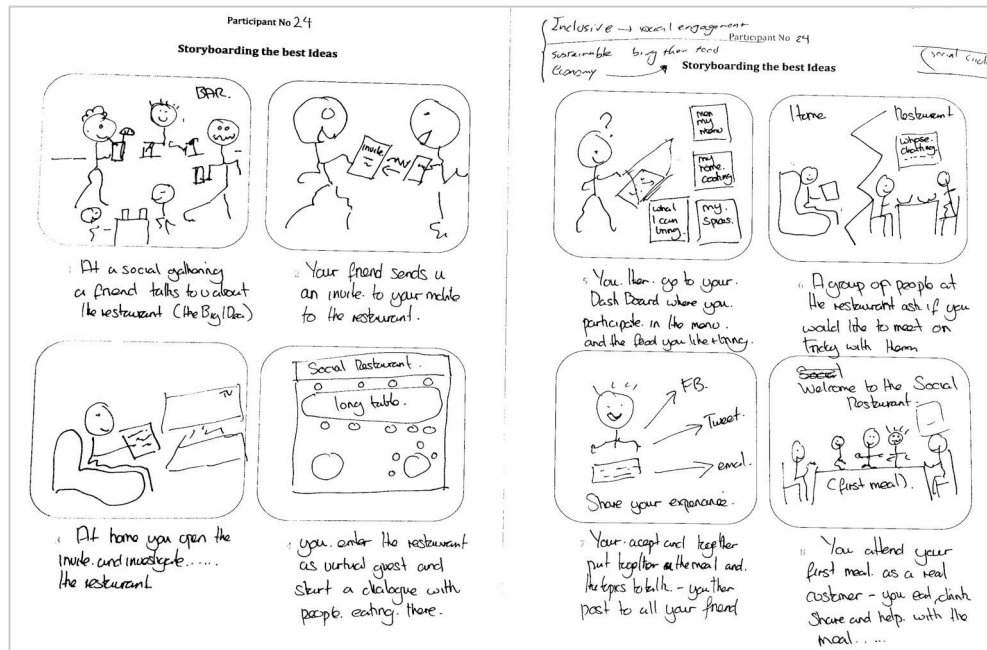 Participant No 24
Storyboarding the best Ideas
BAR.
invite.
1. At a social gathering
a friend talks to u about
the restaurant (the Big Idea)
2. Your friend sends u
an invite. to your mobile
to the restaurant.
TV
3. At home you open the
invite. and investigate......
the restaurant
Social Restaurant.
long table.
4. you. enter the restaurant
as virtual guest and
start a dialogue with
people. eating. there.
Inclusive → social engagement
Participant No 24
sustainable bring their food
Economy
Storyboarding the best Ideas
?
my
menu
my
home.
cooking
what
I can
bring.
my.
5. You. then. go to your.
Dash Board where you.
participate. in the menu.
and the food you like + bring.
Home
Restaurant
whose.
chatting.
6. A group of people at
the restaurant ask if you
would like to meet on
with them
FB.
Tweet.
email.
Share your experience.
7. Your. accept and together
put together the meal and.
the topics to talk. - you then
post to all your friend
Social
Welcome to the Social
Restaurant.
(first meal).
8. You attend your
first meal. as a real
customer - you eat, drink
share and help. with the
meal.....